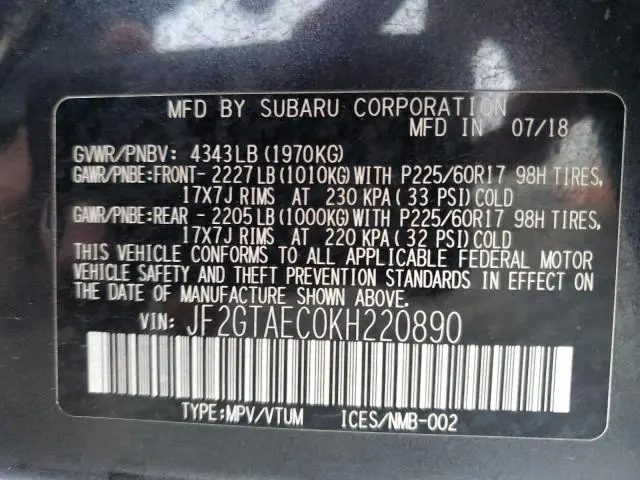 MFD BY SUBARU CORPORATION
MFD IN 07/18
GVWR/PNBV: 4343LB(1970KG)
GAWR/PNBE:FRONT-2227LB(1010KG)WITH P225/60R17 98H TIRES,
17X7J RIMS AT 230 KPA(33 PSI)COLD
GAWR/PNBE:REAR -2205LB(1000KG)WITH P225/60R17 98H TIRES,
17X7J RIMS AT 220 KPA(32 PSI)COLD
THIS VEHICLE CONFORMS TO ALL APPLICABLE FEDERAL MOTOR
VEHICLE SAFETY AND THEFT PREVENTION STANDARDS IN EFFECT ON
THE DATE OF MANUFACTURE SHOWN ABOVE.
VIN: JF2GTAEC0KH220890
TYPE:MPV/VTUM ICES/NMB-002